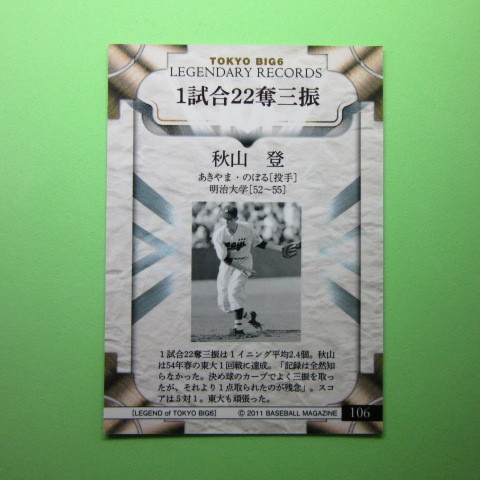 TOKYO BIG6
LEGENDARY RECORDS
1試合22奪三振
秋山 登
あきやま・のぼる[投手]
明治大学[52〜55]
meiji
1試合22奪三振は1イニング平均2.4個。秋山
は54年春の東大1回戦に達成。「記録は全然知
らなかった。決め球のカーブでよく三振を取っ
たが、それより1点取られたのが残念」。スコ
アは5対1。東大も頑張った。
[LEGEND of TOKYO BIG6]
© 2011 BASEBALL MAGAZINE
106